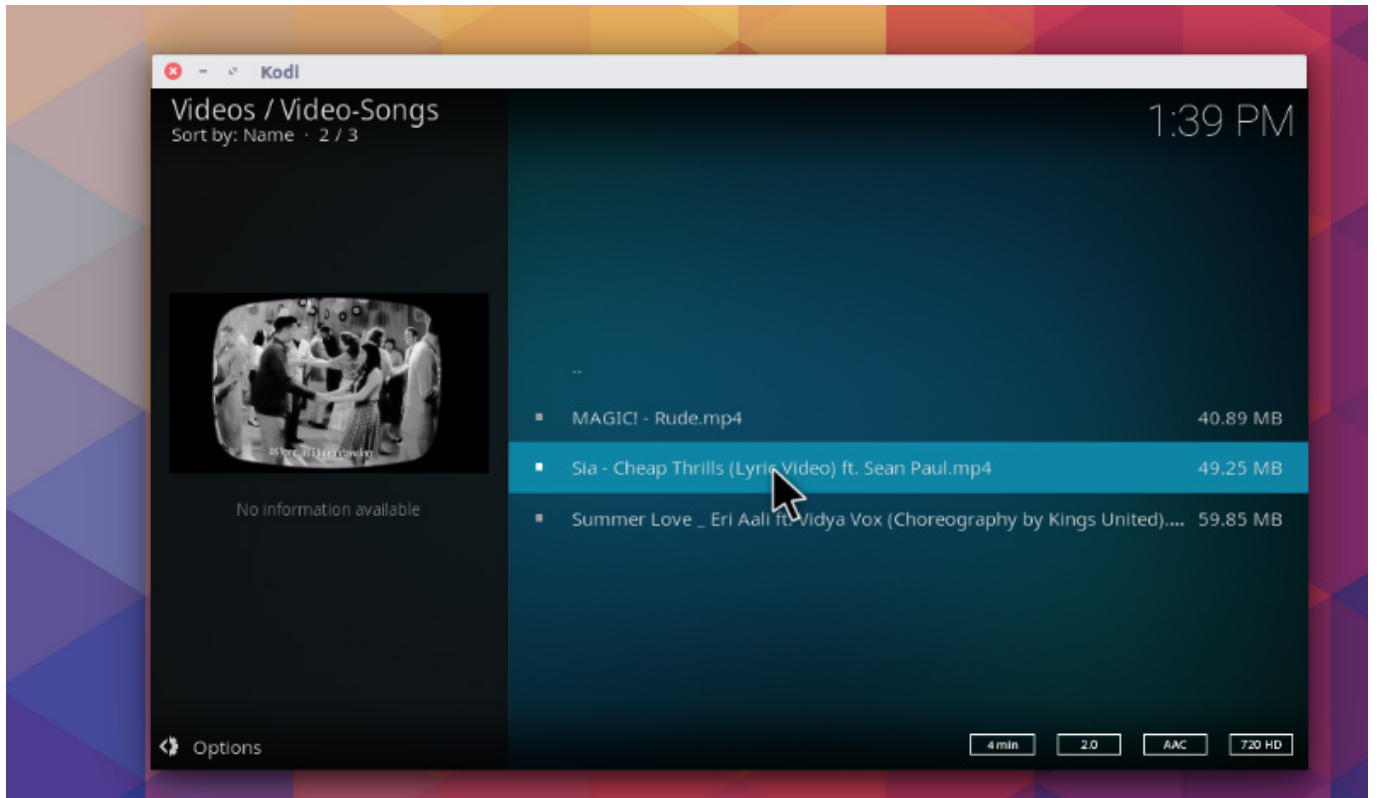 Kodi
Videos / Video-Songs
Sort by: Name · 2 / 3
1:39 PM
..
MAGIC! - Rude.mp4 40.89 MB
Sia - Cheap Thrills (Lyric Video) ft. Sean Paul.mp4 49.25 MB
No information available
Summer Love _ Eri Aali ft. Vidya Vox (Choreography by Kings United).... 59.85 MB
Options
4 min 2.0 AAC 720 HD